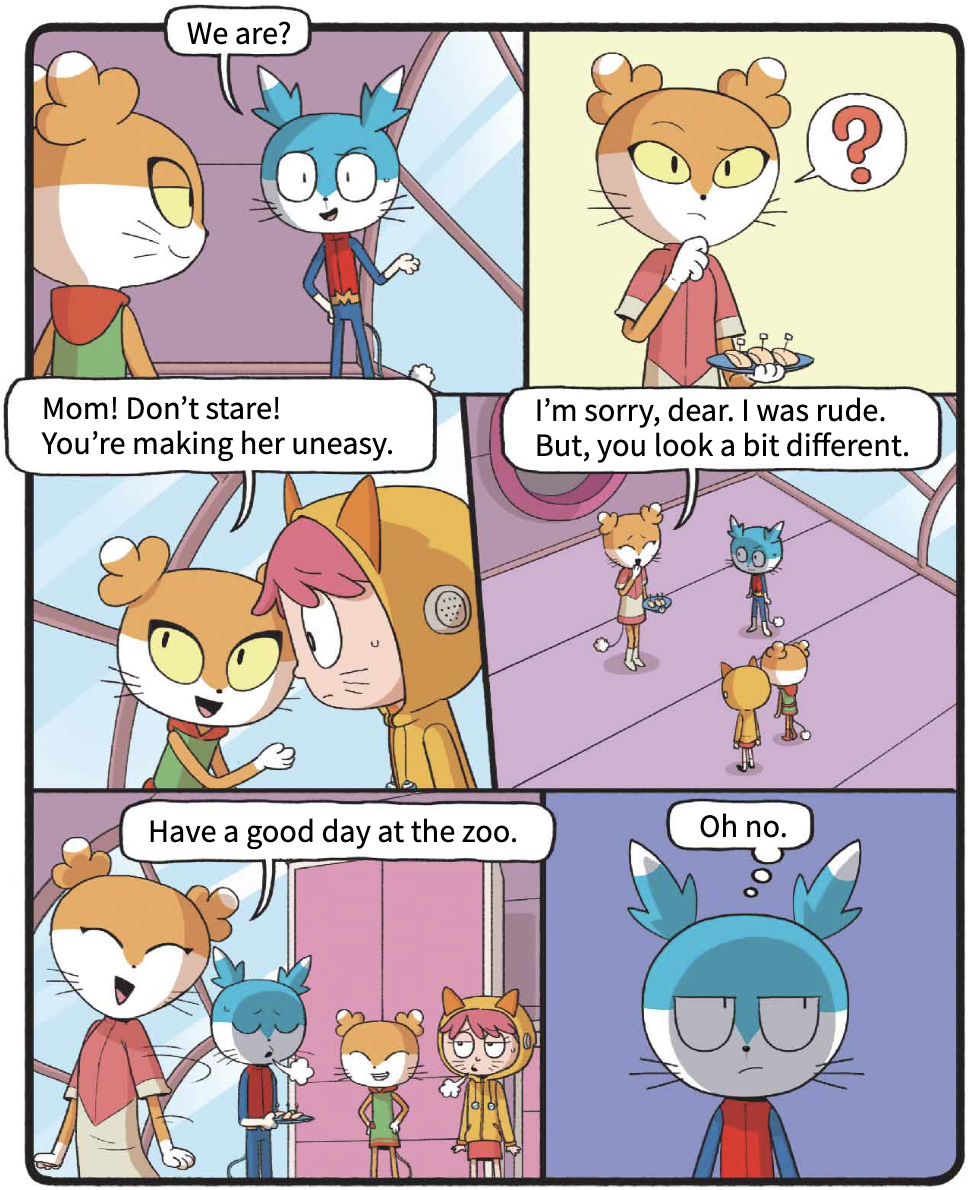 We are?
?
Mom! Don't stare!
You're making her uneasy.
I'm sorry, dear. I was rude.
But, you look a bit different.
Have a good day at the zoo.
Oh no.